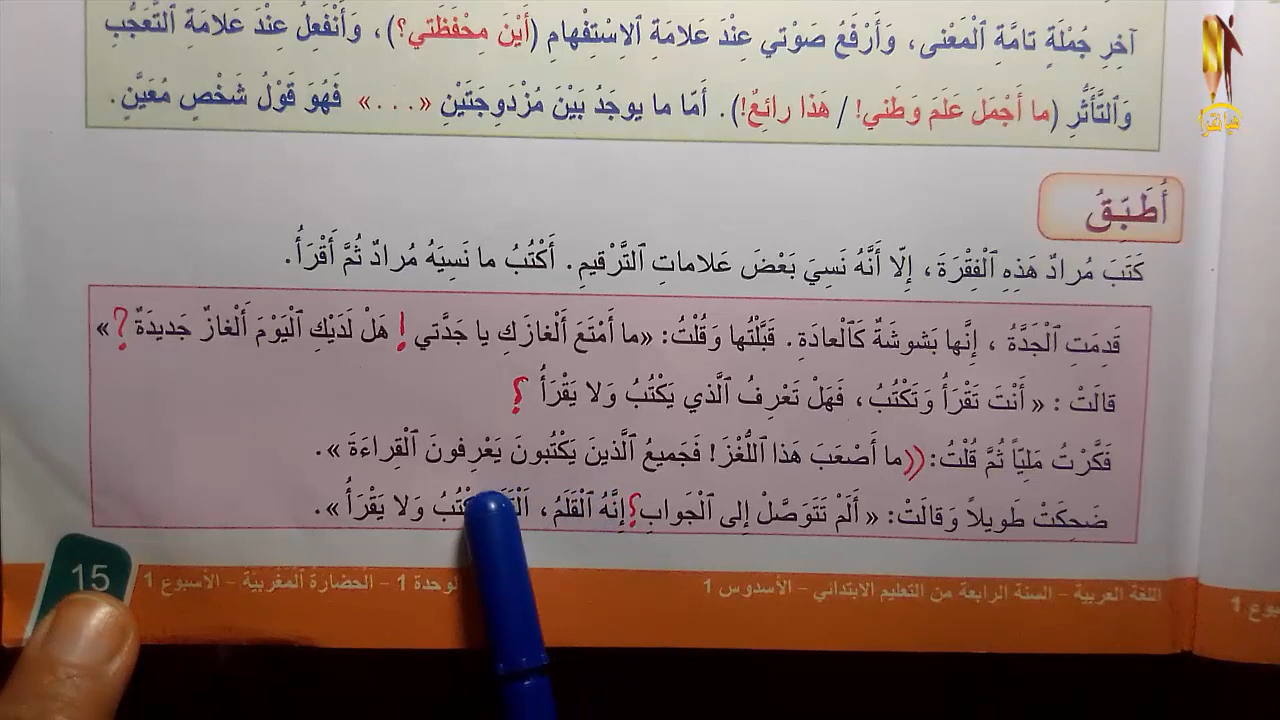 آخِرِ جُمْلَةٍ تامَّةِ ٱلْمَعْنى، وَأَرْفَعُ صَوْتي عِنْدَ عَلامَةِ ٱلِاسْتِفْهامِ (أَيْنَ مِحْفَظَتي؟)، وَأَنْفَعِلُ عِنْدَ عَلامَةِ ٱلتَّعَجُّبِ
وَٱلتَّأَثُّرِ (ما أَجْمَلَ عَلَمَ وَطَني! / هَذا رائِعٌ!). أَمّا ما يوجَدُ بَيْنَ مُزْدَوِجَتَيْنِ «...» فَهُوَ قَوْلُ شَخْصٍ مُعَيَّنٍ.
أُطَبِّقُ
كَتَبَ مُرادٌ هَذِهِ ٱلْفِقْرَةَ، إِلّا أَنَّهُ نَسِيَ بَعْضَ عَلاماتِ ٱلتَّرْقيمِ. أَكْتُبُ ما نَسِيَهُ مُرادٌ ثُمَّ أَقْرَأُ.
قَدِمَتِ ٱلْجَدَّةُ ، إِنَّها بَشوشَةٌ كَٱلْعادَةِ. قَبَّلْتُها وَقُلْتُ: «ما أَمْتَعَ أَلْغازَكِ يا جَدَّتي ! هَلْ لَدَيْكِ ٱلْيَوْمَ أَلْغازٌ جَديدَةٌ ؟ »
قالَتْ : « أَنْتَ تَقْرَأُ وَتَكْتُبُ، فَهَلْ تَعْرِفُ ٱلَّذي يَكْتُبُ وَلا يَقْرَأُ ؟
فَكَّرْتُ مَلِيّاً ثُمَّ قُلْتُ: «ما أَصْعَبَ هَذا ٱللُّغْزَ! فَجَميعُ ٱلَّذينَ يَكْتُبونَ يَعْرِفونَ ٱلْقِراءَةَ ».
ضَحِكَتْ طَويلاً وَقالَتْ: « أَلَمْ تَتَوَصَّلْ إِلى ٱلْجَوابِ؟ إِنَّهُ ٱلْقَلَمُ، وَلا يَقْرَأُ ».
اللغة العربية - السنة الرابعة من التعليم الابتدائي - الأسدوس 1
لوحدة 1 - الحضارة المغربية - الأسبوع 1
15